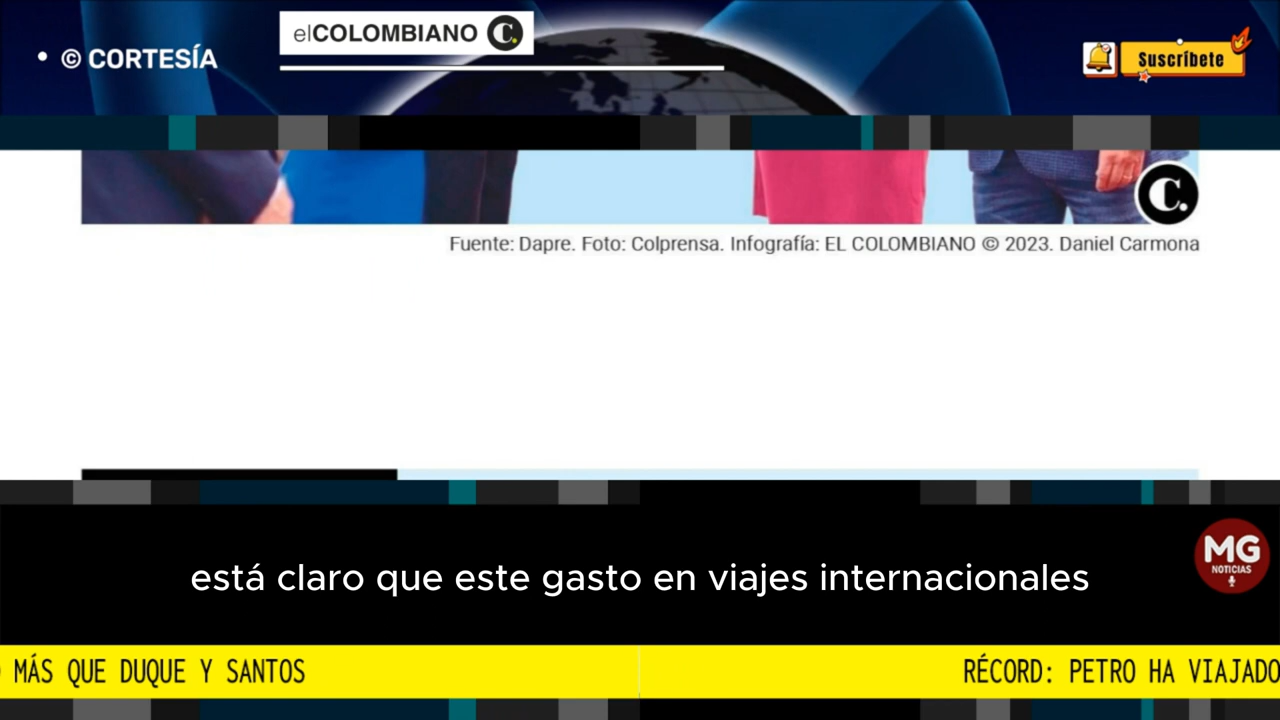 elCOLOMBIANO C.
• © CORTESÍA
Suscríbete
C.
Fuente: Dapre. Foto: Colprensa. Infografía: EL COLOMBIANO © 2023. Daniel Carmona
MG
NOTICIAS
está claro que este gasto en viajes internacionales
MÁS QUE DUQUE Y SANTOS
RÉCORD: PETRO HA VIAJADO